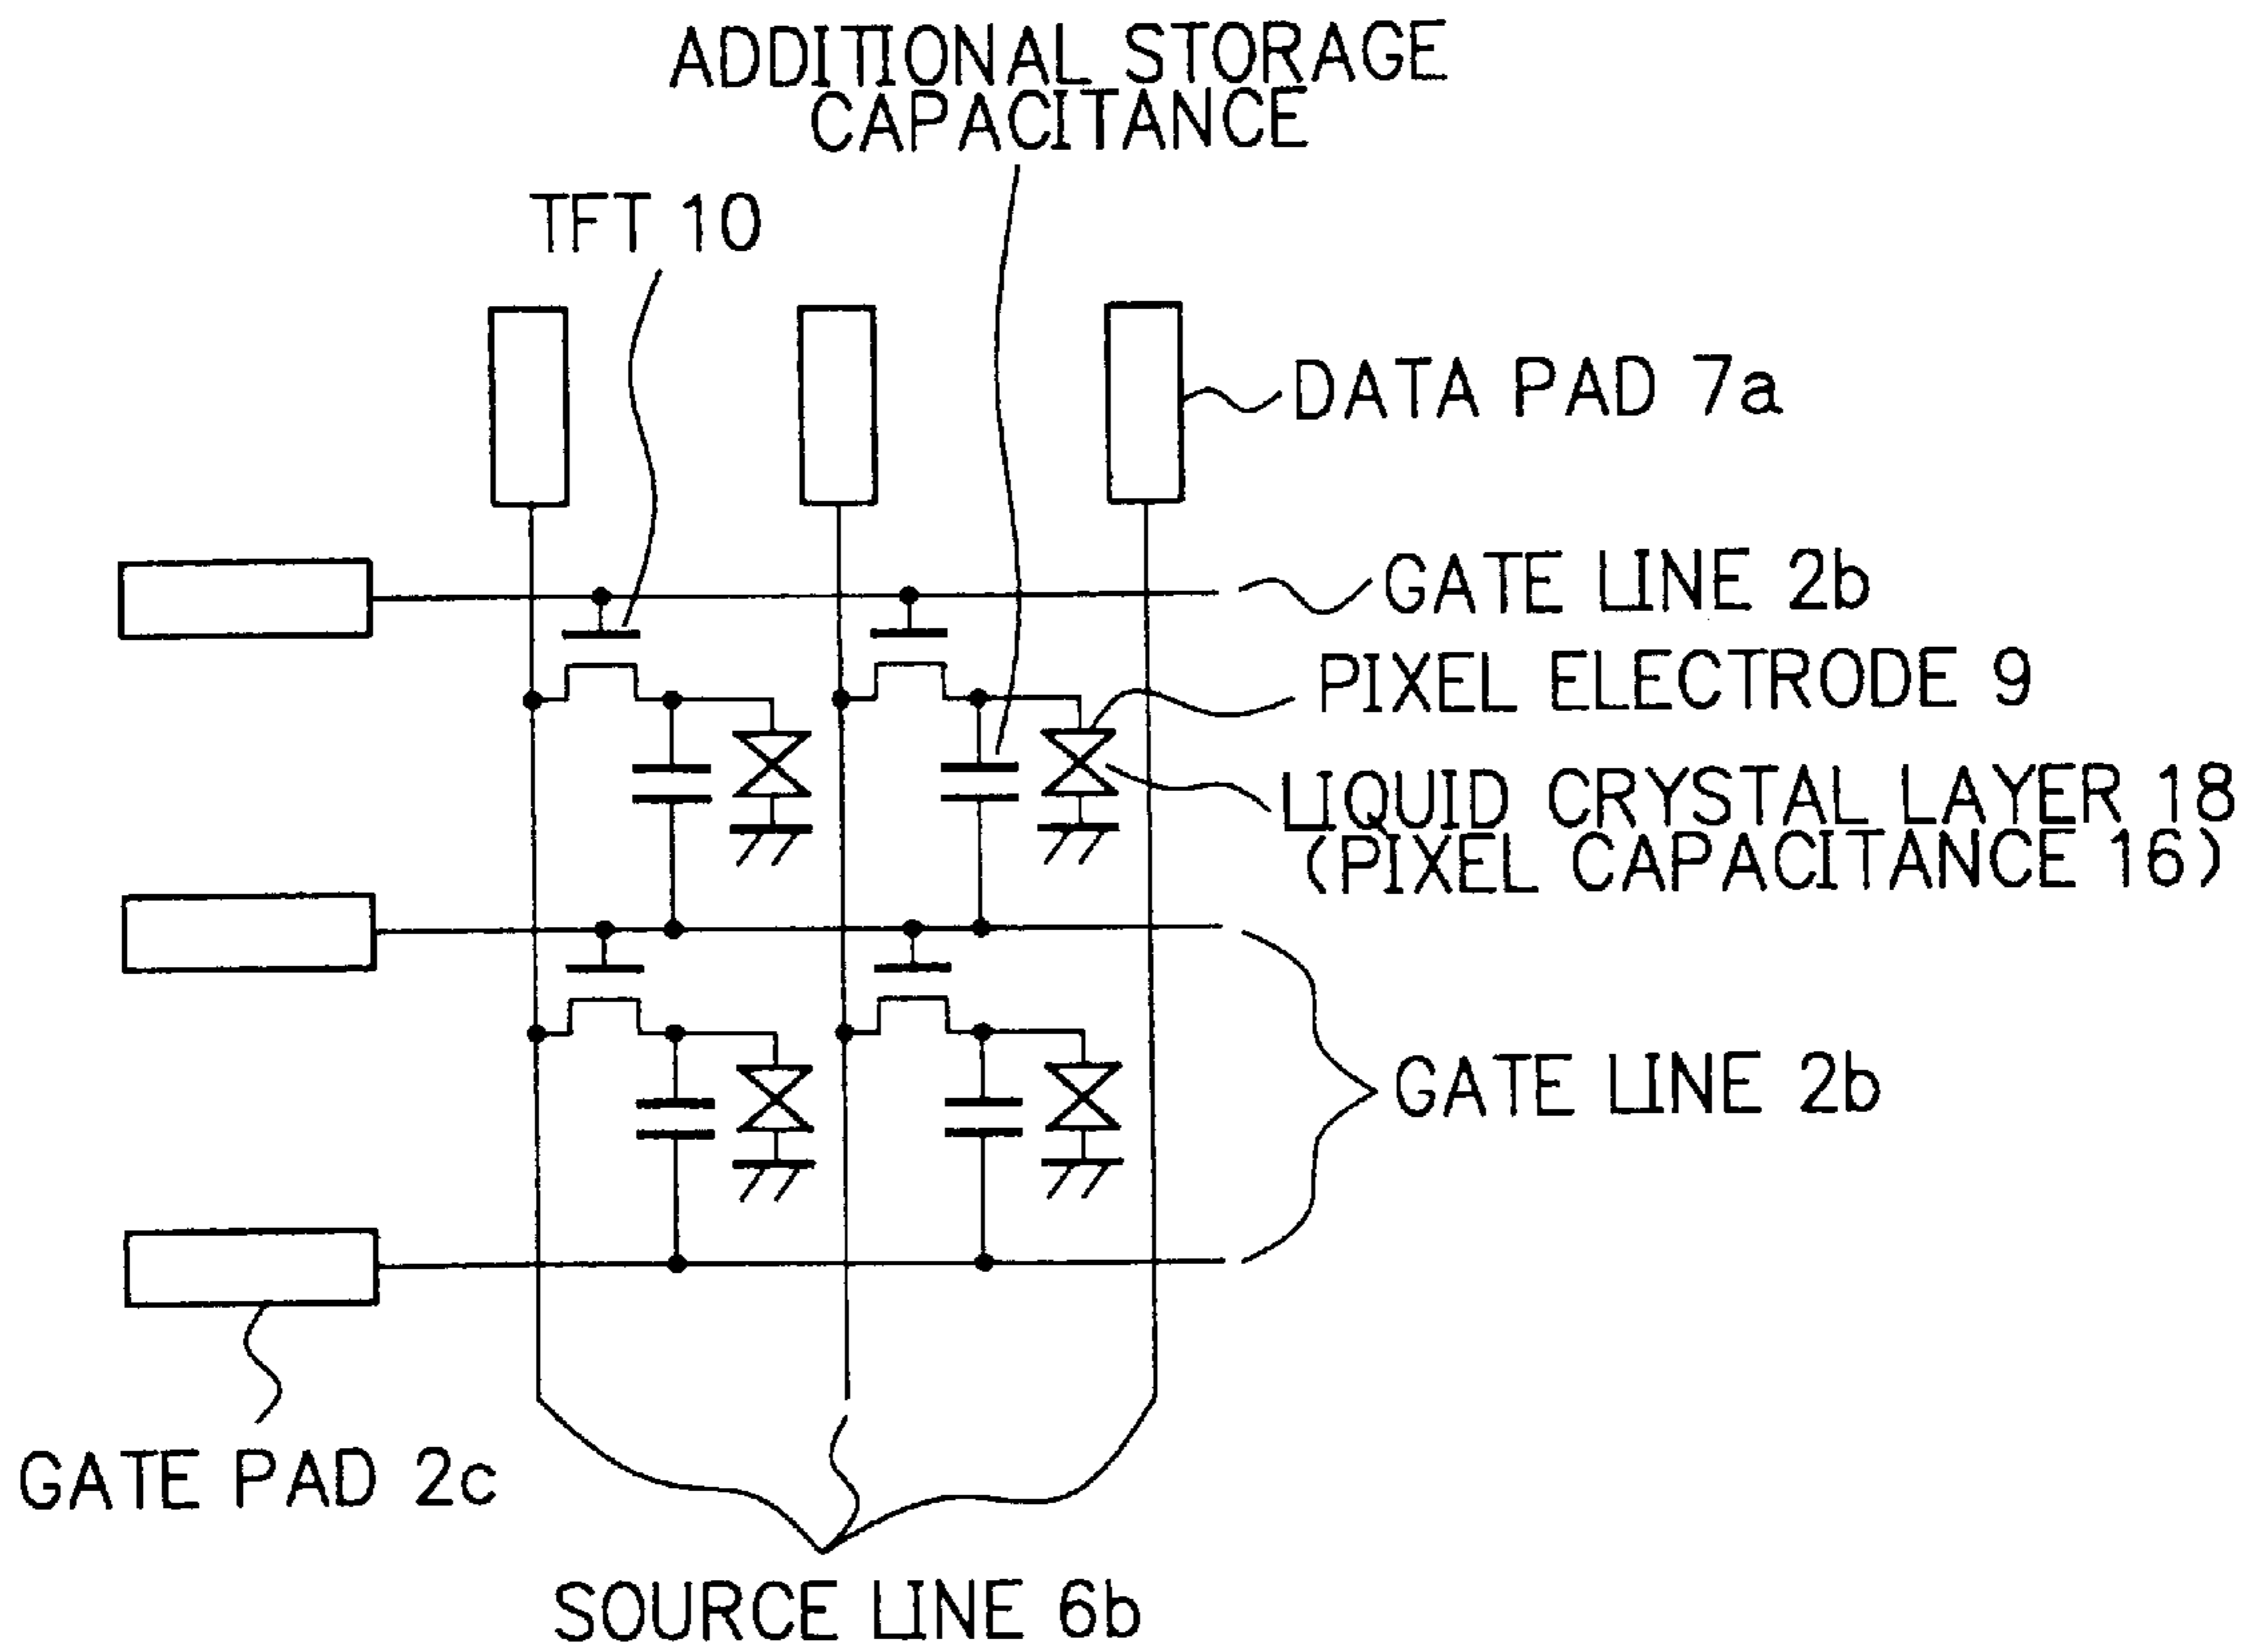 ADDITIONAL STORAGE
CAPACITANCE
TFT 10
DATA PAD 7a
GATE LINE 2b
PIXEL ELECTRODE 9
LIQUID CRYSTAL LAYER 18
(PIXEL CAPACITANCE 16)
GATE LINE 2b
GATE PAD 2c
SOURCE LINE 6b